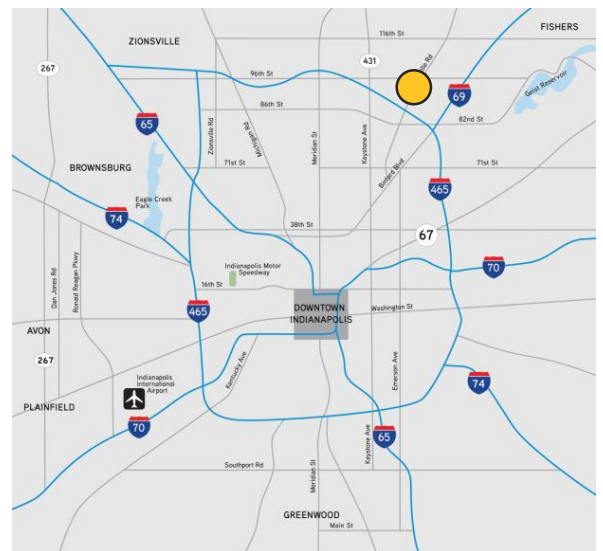 ZIONSVILLE
FISHERS
116th St
267
431
96th St
69
86th St
82nd St
Geist Reservoir
65
Zionsville Rd
Michigan Rd
Meridian St
Keystone Ave
Binford Blvd
BROWNSBURG
71st St
71st St
465
Eagle Creek
Park
74
38th St
67
Dan Jones Rd
Ronald Reagan Pkwy
Indianapolis Motor
Speedway
70
16th St
465
DOWNTOWN
INDIANAPOLIS
Washington St
AVON
267
Kentucky Ave
Emerson Ave
Indianapolis
International
Airport
74
PLAINFIELD
70
65
Keystone Ave
Southport Rd
Meridian St
GREENWOOD
Main St